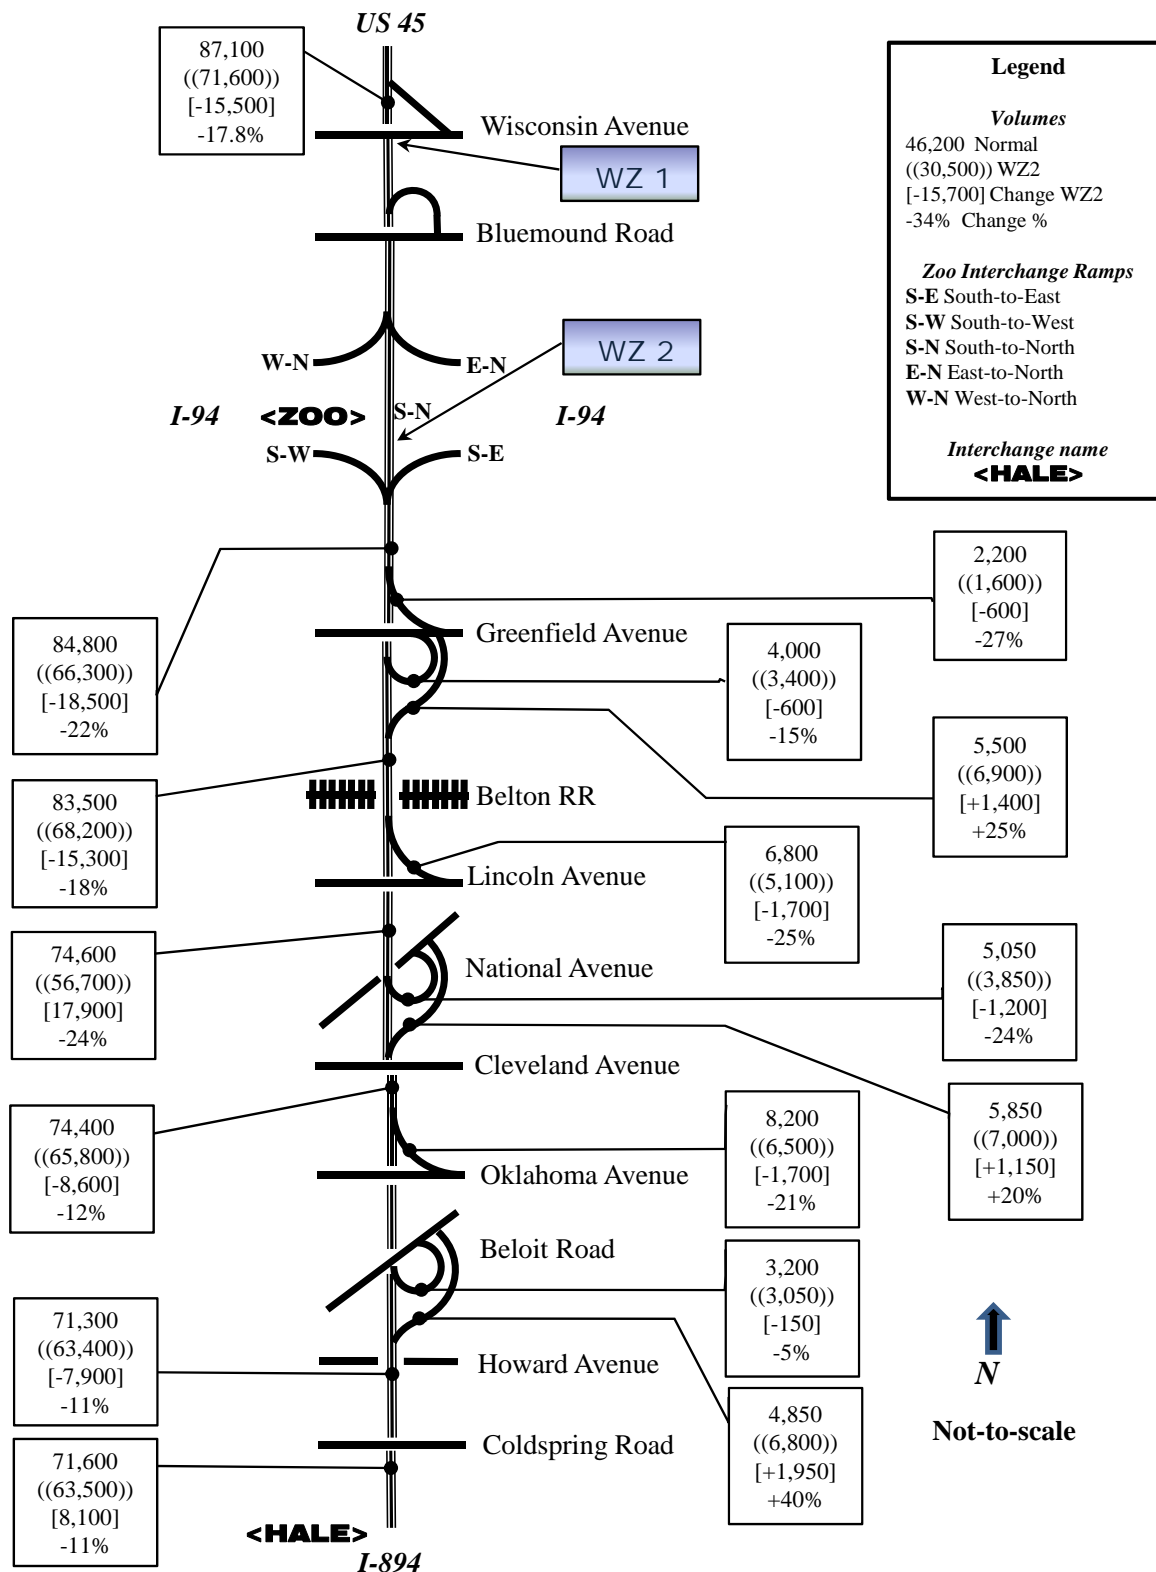 US 45
87,100
((71,600))
[-15,500]
-17.8%
Wisconsin Avenue
WZ 1
Bluemound Road
W-N
E-N
WZ 2
I-94
<ZOO>
S-N
I-94
S-W
S-E
Legend
Volumes
46,200 Normal
((30,500)) WZ2
[-15,700] Change WZ2
-34% Change %
Zoo Interchange Ramps
S-E South-to-East
S-W South-to-West
S-N South-to-North
E-N East-to-North
W-N West-to-North
Interchange name
<HALE>
2,200
((1,600))
[-600]
-27%
84,800
((66,300))
[-18,500]
-22%
Greenfield Avenue
4,000
((3,400))
[-600]
-15%
5,500
((6,900))
[+1,400]
+25%
83,500
((68,200))
[-15,300]
-18%
Belton RR
6,800
((5,100))
[-1,700]
-25%
Lincoln Avenue
74,600
((56,700))
[17,900]
-24%
National Avenue
5,050
((3,850))
[-1,200]
-24%
Cleveland Avenue
5,850
((7,000))
[+1,150]
+20%
74,400
((65,800))
[-8,600]
-12%
8,200
((6,500))
[-1,700]
-21%
Oklahoma Avenue
Beloit Road
3,200
((3,050))
[-150]
-5%
71,300
((63,400))
[-7,900]
-11%
Howard Avenue
4,850
((6,800))
[+1,950]
+40%
N
Not-to-scale
Coldspring Road
71,600
((63,500))
[8,100]
-11%
<HALE>
I-894